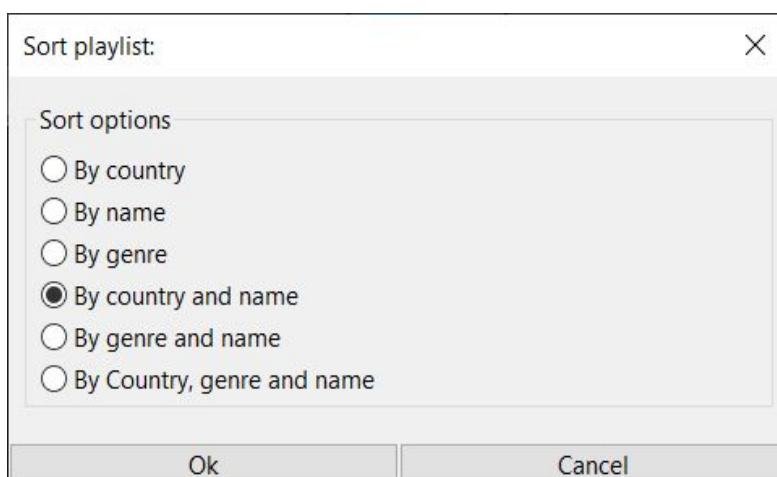 Sort playlist:
Sort options
By country
By name
By genre
By country and name
By genre and name
By Country, genre and name
Ok
Cancel